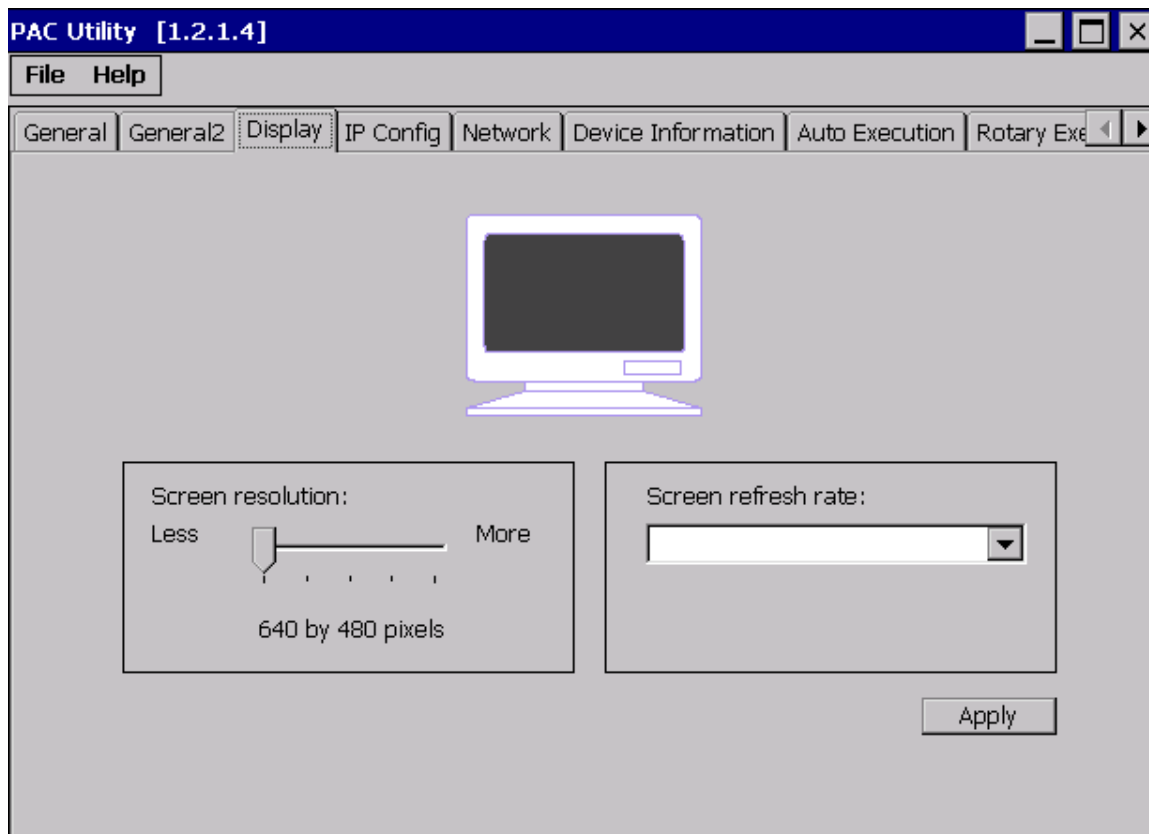 PAC Utility [1.2.1.4]
File Help
General General2 Display IP Config Network Device Information Auto Execution Rotary Exe
Screen resolution:
Less More
640 by 480 pixels
Screen refresh rate:
Apply